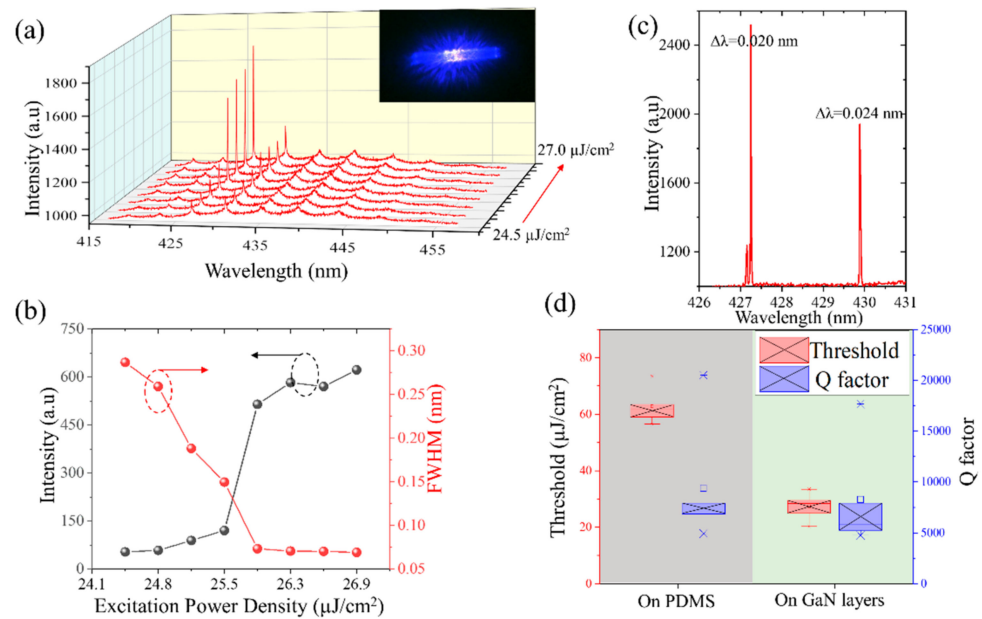 (a)
1800
1600
1400
1200
1000
Intensity (a.u)
415
425
435
445
455
Wavelength (nm)
27.0 μJ/cm²
24.5 μJ/cm²
(c)
2400
2000
1600
1200
Intensity (a.u)
Δλ=0.020 nm
Δλ=0.024 nm
426 427 428 429 430 431
Wavelength (nm)
(b)
750
600
450
300
150
0
Intensity (a.u)
0.30
0.25
0.20
0.15
0.10
0.05
FWHM (nm)
24.1 24.8 25.5 26.3 26.9
Excitation Power Density (μJ/cm²)
(d)
80
60
40
20
0
Threshold (μJ/cm²)
Threshold
Q factor
25000
20000
15000
10000
5000
0
Q factor
On PDMS On GaN layers